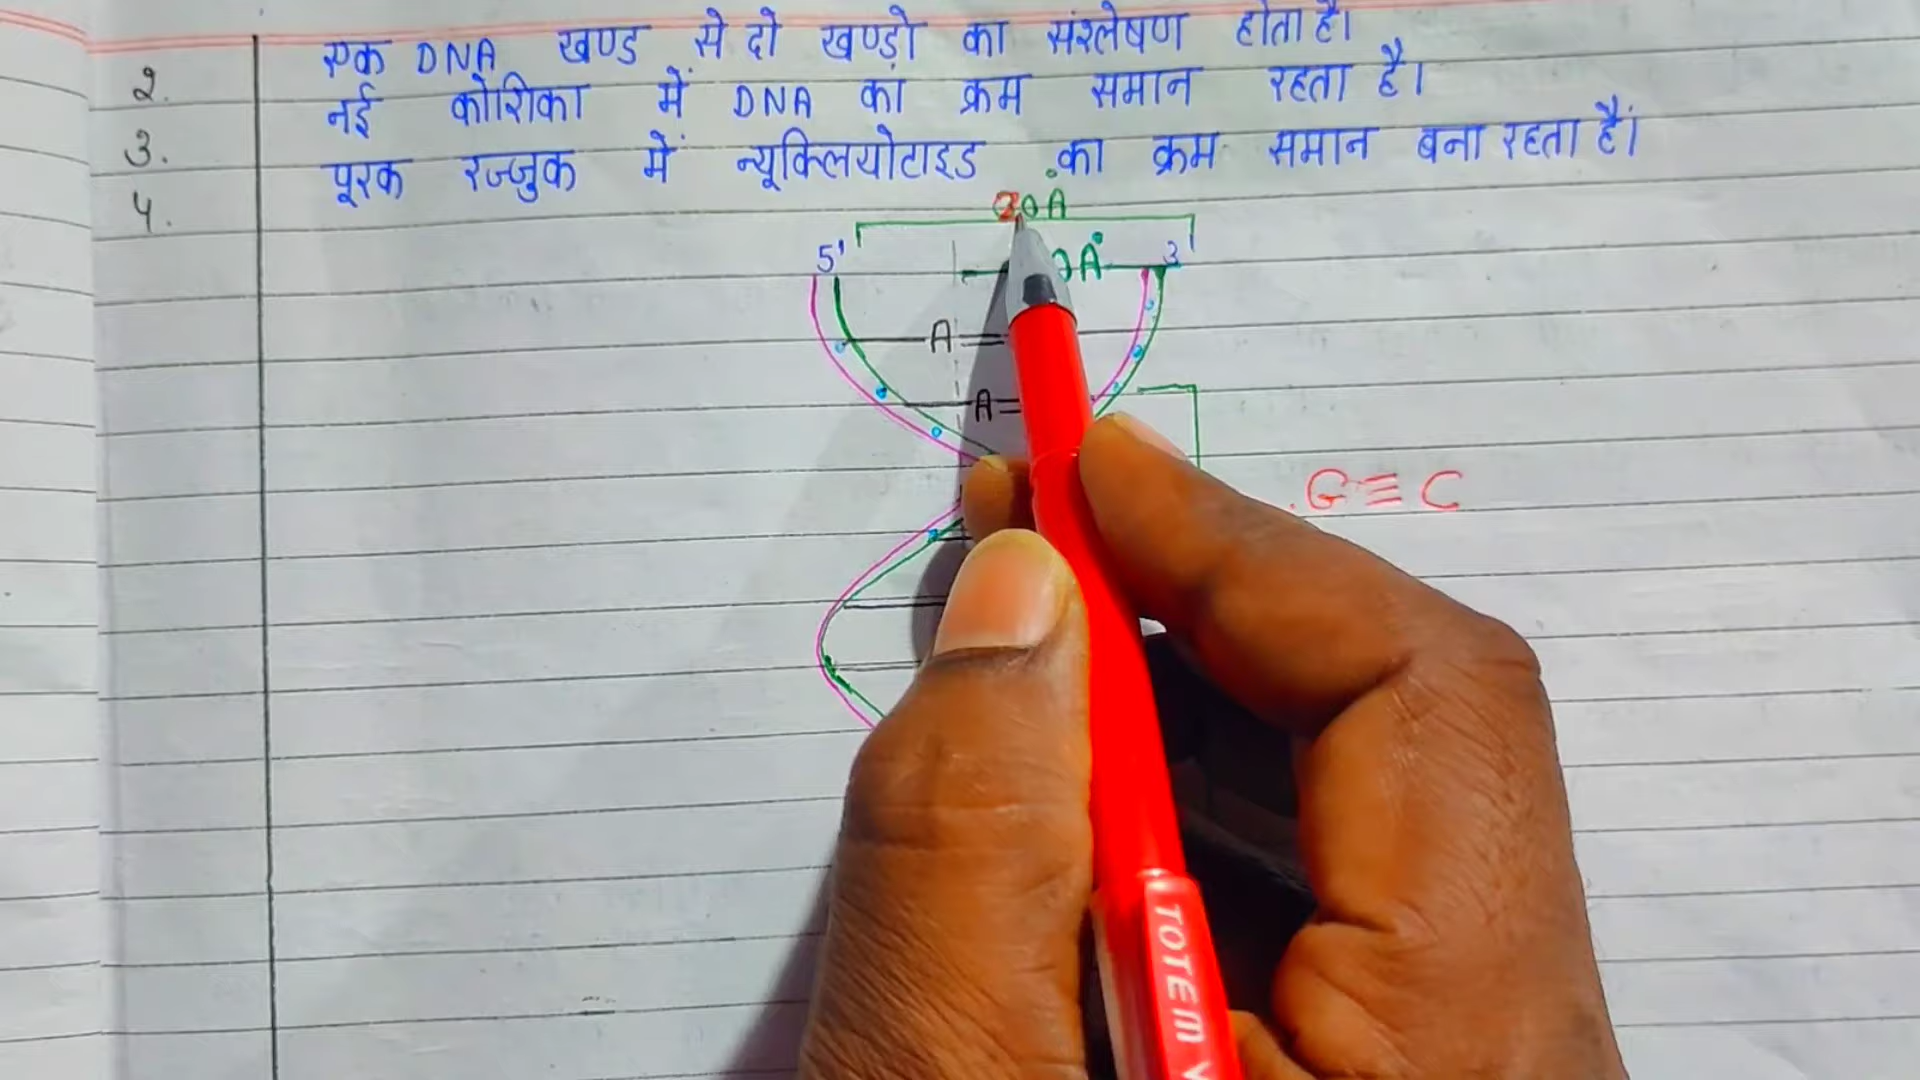 एक DNA खण्ड से दो खण्ड़ो का संश्लेषण होता है।
2. नई कोशिका में DNA का क्रम समान रहता है।
3. पूरक रज्जुक में न्यूक्लियोटाइड का क्रम समान बना रहता है।
4.
20A°
5' A° 3'
A
A
G≡C
TOTEM